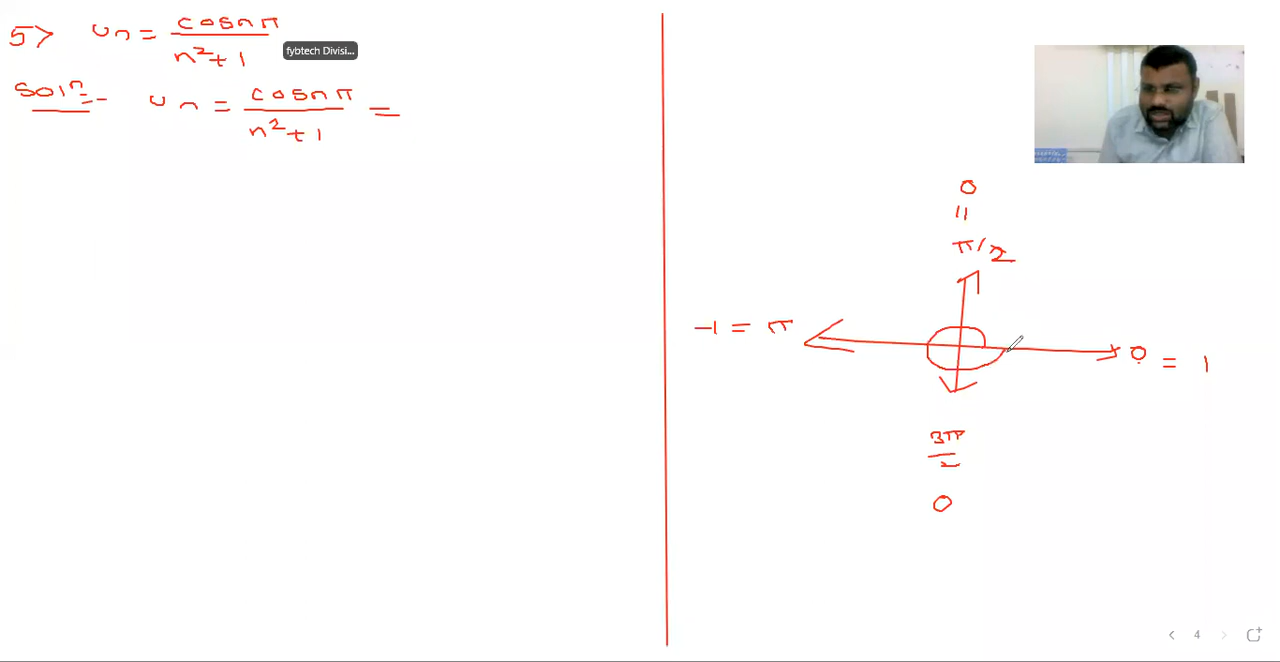 5> un = cosnπ / n²+1
fybtech Divisi...
Solⁿ:- un = cosnπ / n²+1 =
0
=
π/2
-1 = π
0 = 1
3π/2
0
4